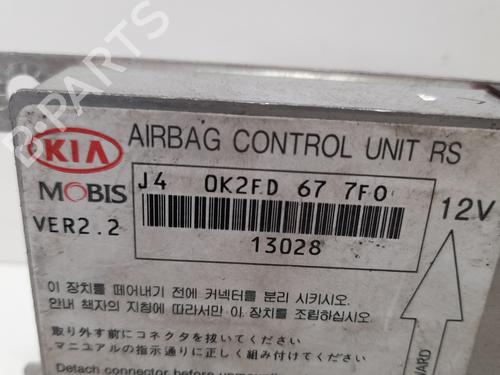 B-PARTS
KIA
AIRBAG CONTROL UNIT RS
MOBIS
J4 0K2FD 67 7F0
12V
VER2.2
13028
이 장치를 떼어내기 전에 커넥터를 분리 시키시오.
안내 책자의 지침에 따라서만 이 장치를 조립하십시오.
取り外す前にコネクタを抜いてください
マニュアルの指示通りに正しく組み付けてください
Detach connector before